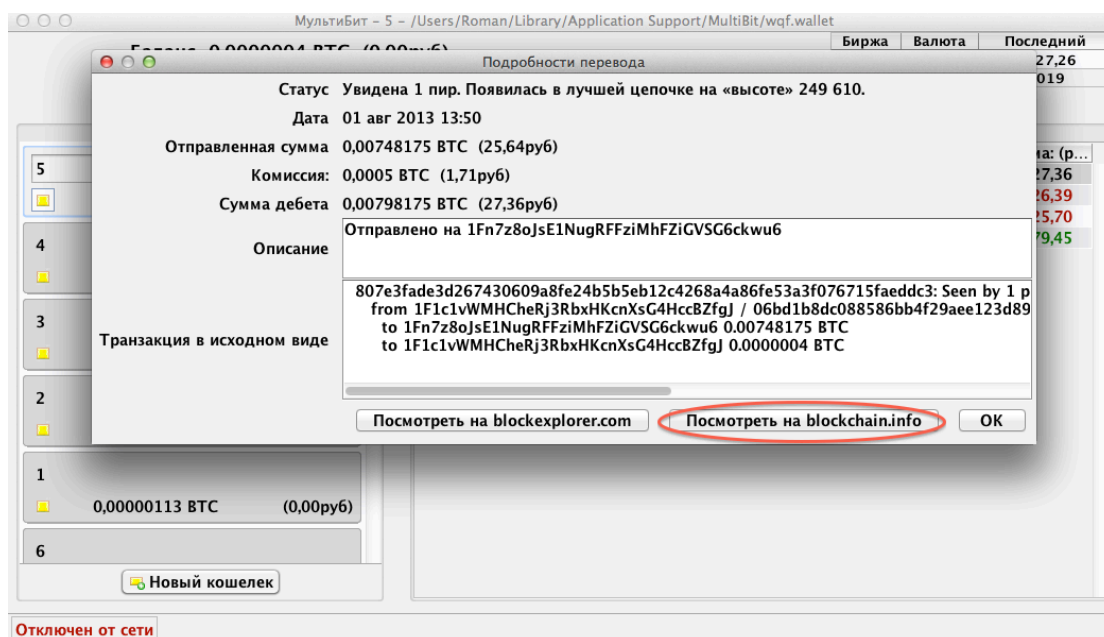 МультиБит – 5 – /Users/Roman/Library/Application Support/MultiBit/wqf.wallet
Биржа Валюта Последний
27,26
019
Подробности перевода
Статус Увидена 1 пир. Появилась в лучшей цепочке на «высоте» 249 610.
Дата 01 авг 2013 13:50
Отправленная сумма 0,00748175 BTC (25,64руб)
Комиссия: 0,0005 BTC (1,71руб)
Сумма дебета 0,00798175 BTC (27,36руб)
Описание
Отправлено на 1Fn7z8oJsE1NugRFFziMhFZiGVSG6ckwu6
Транзакция в исходном виде
807e3fade3d267430609a8fe24b5b5eb12c4268a4a86fe53a3f076715faeddc3: Seen by 1 p
from 1F1c1vWMHCheRj3RbxHKcnXsG4HccBZfgJ / 06bd1b8dc088586bb4f29aee123d89
to 1Fn7z8oJsE1NugRFFziMhFZiGVSG6ckwu6 0.00748175 BTC
to 1F1c1vWMHCheRj3RbxHKcnXsG4HccBZfgJ 0.0000004 BTC
Посмотреть на blockexplorer.com Посмотреть на blockchain.info OK
ма: (р...
27,36
26,39
25,70
79,45
5
4
3
2
1
0,00000113 BTC (0,00руб)
6
Новый кошелек
Отключен от сети